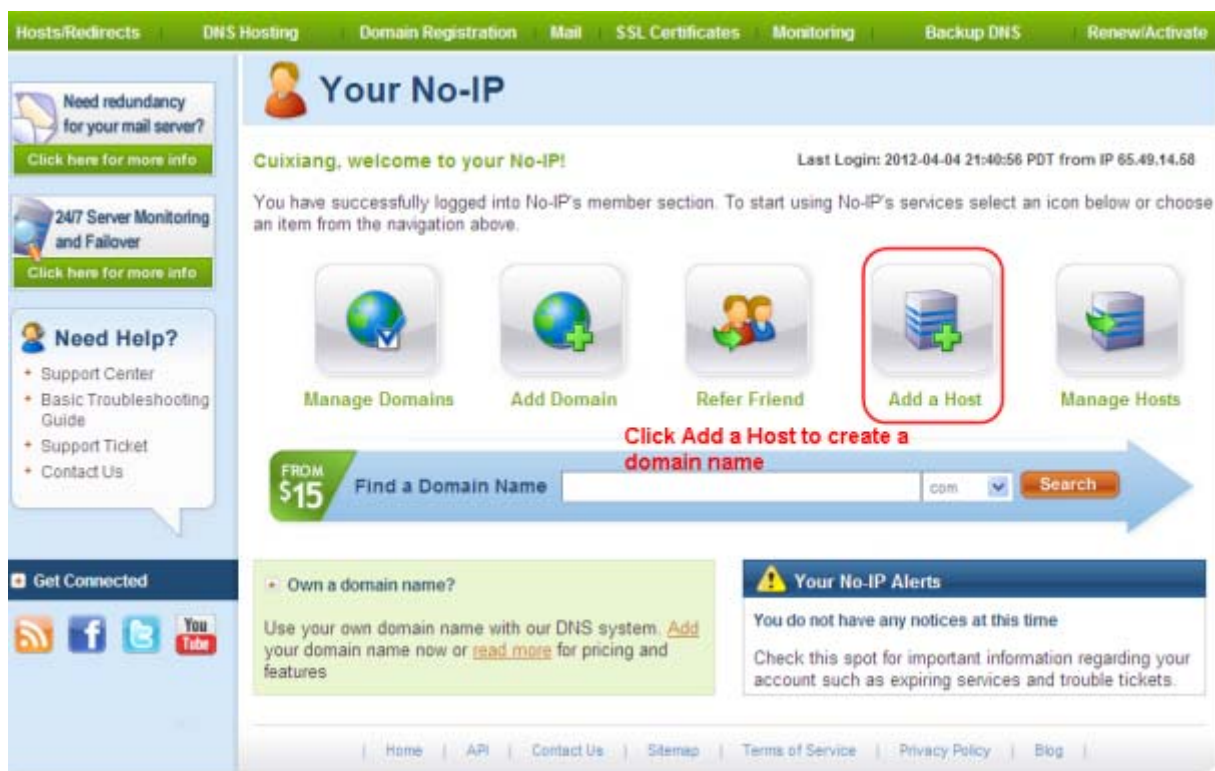 Hosts/Redirects
DNS Hosting
Domain Registration
Mail
SSL Certificates
Monitoring
Backup DNS
Renew/Activate
Need redundancy
for your mail server?
Click here for more info
24/7 Server Monitoring
and Failover
Click here for more info
Need Help?
Support Center
Basic Troubleshooting
Guide
Support Ticket
Contact Us
Get Connected
You
Tube
Your No-IP
Cuixiang, welcome to your No-IP!
Last Login: 2012-04-04 21:40:56 PDT from IP 65.49.14.58
You have successfully logged into No-IP's member section. To start using No-IP's services select an icon below or choose
an item from the navigation above.
Manage Domains
Add Domain
Refer Friend
Add a Host
Manage Hosts
Click Add a Host to create a
domain name
FROM
$15
Find a Domain Name
com
Search
Own a domain name?
Use your own domain name with our DNS system. Add
your domain name now or read more for pricing and
features
Your No-IP Alerts
You do not have any notices at this time
Check this spot for important information regarding your
account such as expiring services and trouble tickets.
| Home | API | Contact Us | Sitemap | Terms of Service | Privacy Policy | Blog |